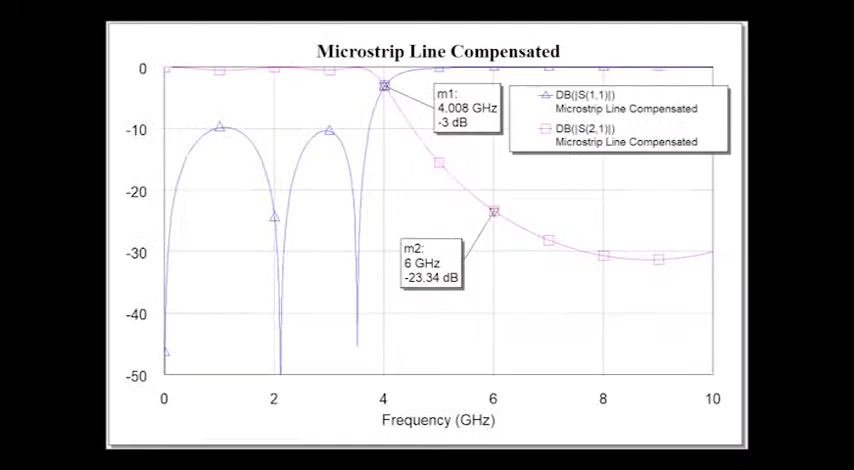 Microstrip Line Compensated
0
-10
-20
-30
-40
-50
m1:
4.008 GHz
-3 dB
DB(|S(1,1)|)
Microstrip Line Compensated
DB(|S(2,1)|)
Microstrip Line Compensated
m2:
6 GHz
-23.34 dB
0 2 4 6 8 10
Frequency (GHz)